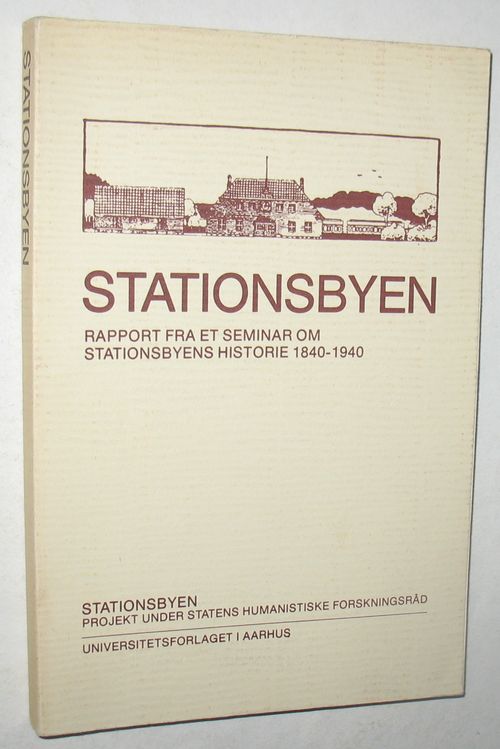 STATIONSBYEN
STATIONSBYEN
RAPPORT FRA ET SEMINAR OM
STATIONSBYENS HISTORIE 1840-1940
STATIONSBYEN
PROJEKT UNDER STATENS HUMANISTISKE FORSKNINGSRÅD
UNIVERSITETSFORLAGET I AARHUS